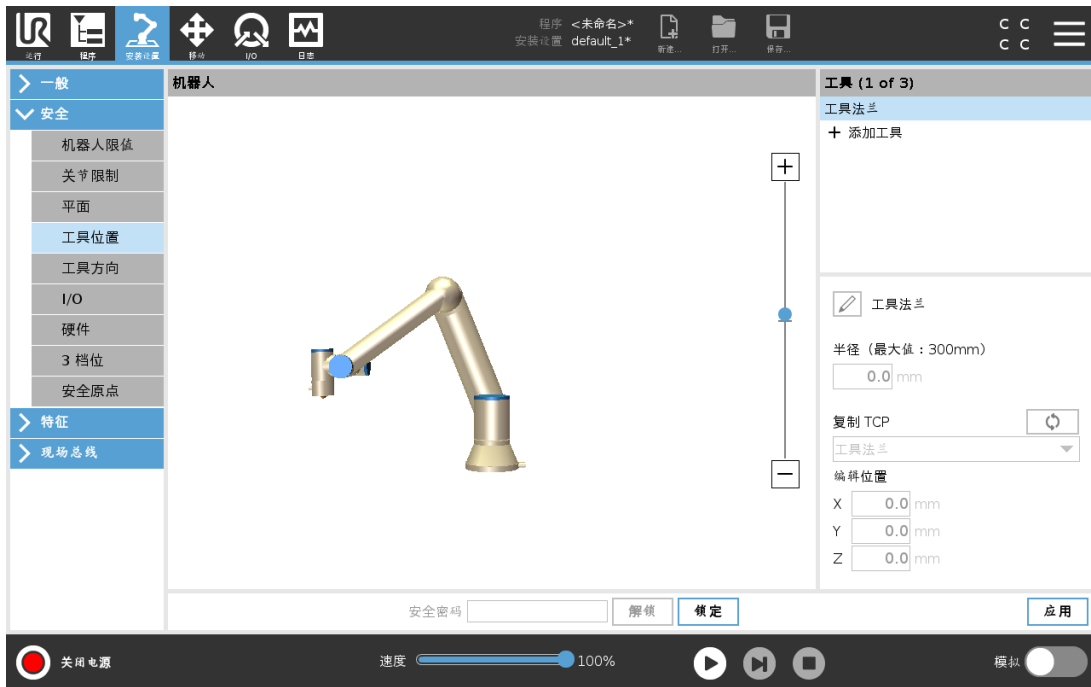 UR
运行
程序
安装设置
移动
I/O
日志
程序 <未命名>*
安装设置 default_1*
新建...
打开...
保存...
C C
C C
一般
安全
机器人限值
关节限制
平面
工具位置
工具方向
I/O
硬件
3 档位
安全原点
特征
现场总线
机器人
工具 (1 of 3)
工具法兰
+ 添加工具
工具法兰
半径（最大值：300mm）
0.0 mm
复制 TCP
工具法兰
编辑位置
X 0.0 mm
Y 0.0 mm
Z 0.0 mm
安全密码
解锁
锁定
应用
关闭电源
速度 100%
模拟